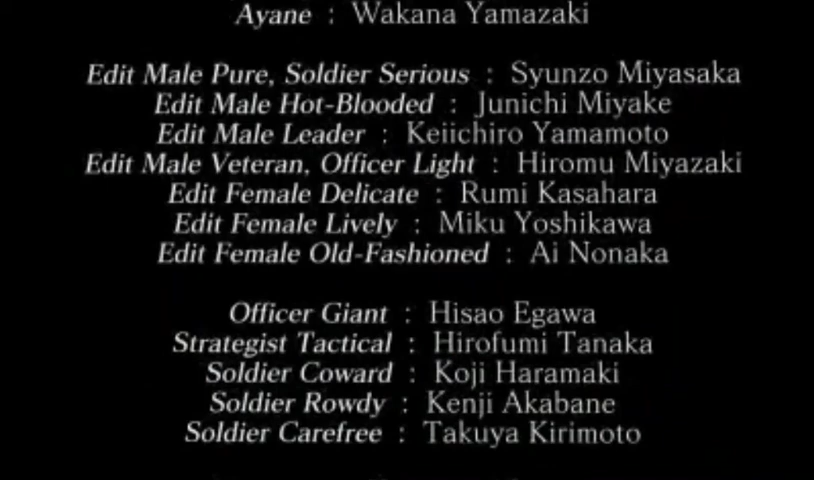 Ayane : Wakana Yamazaki
Edit Male Pure, Soldier Serious : Syunzo Miyasaka
Edit Male Hot-Blooded : Junichi Miyake
Edit Male Leader : Keiichiro Yamamoto
Edit Male Veteran, Officer Light : Hiromu Miyazaki
Edit Female Delicate : Rumi Kasahara
Edit Female Lively : Miku Yoshikawa
Edit Female Old-Fashioned : Ai Nonaka
Officer Giant : Hisao Egawa
Strategist Tactical : Hirofumi Tanaka
Soldier Coward : Koji Haramaki
Soldier Rowdy : Kenji Akabane
Soldier Carefree : Takuya Kirimoto